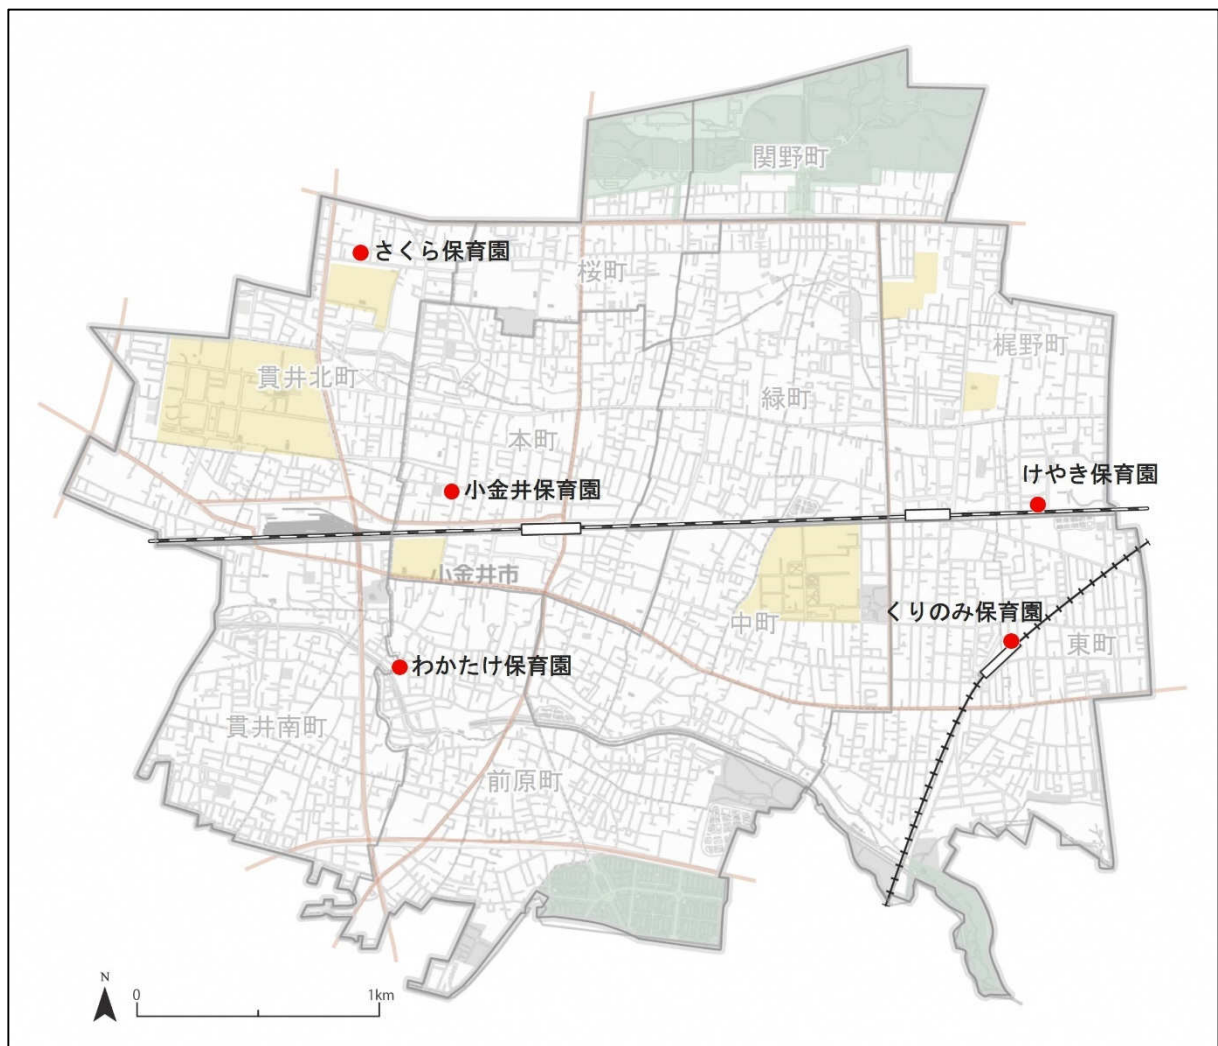 関野町
さくら保育園
桜町
梶野町
貫井北町
緑町
本町
けやき保育園
小金井保育園
小金井市
くりのみ保育園
中町
東町
わかたけ保育園
貫井南町
前原町
N
0
1km